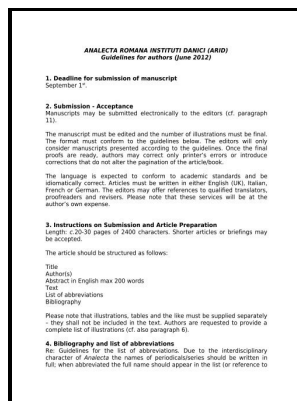 ANALECTA ROMANA INSTITUTI DANICI (ARID)
Guidelines for authors (June 2012)
1. Deadline for submission of manuscript
September 1st.
2. Submission - Acceptance
Manuscripts may be submitted electronically to the editors (cf. paragraph
11).
The manuscript must be edited and the number of illustrations must be final.
The format must conform to the guidelines below. The editors will only
consider manuscripts presented according to the guidelines. Once the final
proofs are ready, authors may correct only printer's errors or introduce
corrections that do not alter the pagination of the article/book.
The language is expected to conform to academic standards and be
idiomatically correct. Articles must be written in either English (UK), Italian,
French or German. The editors may offer references to qualified translators,
proofreaders and revisers. Please note that these services will be at the
author's own expense.
3. Instructions on Submission and Article Preparation
Length: c.20-30 pages of 2400 characters. Shorter articles or briefings may
be accepted.
The article should be structured as follows:
Title
Author(s)
Abstract in English max 200 words
Text
List of abbreviations
Bibliography
Please note that illustrations, tables and the like must be supplied separately
– they shall not be included in the text. Authors are requested to provide a
complete list of illustrations (cf. also paragraph 6).
4. Bibliography and list of abbreviations
Re: Guidelines for the list of abbreviations. Due to the interdisciplinary
character of Analecta the names of periodicals/series should be written in
full; when abbreviated the full name should appear in the list (or reference to